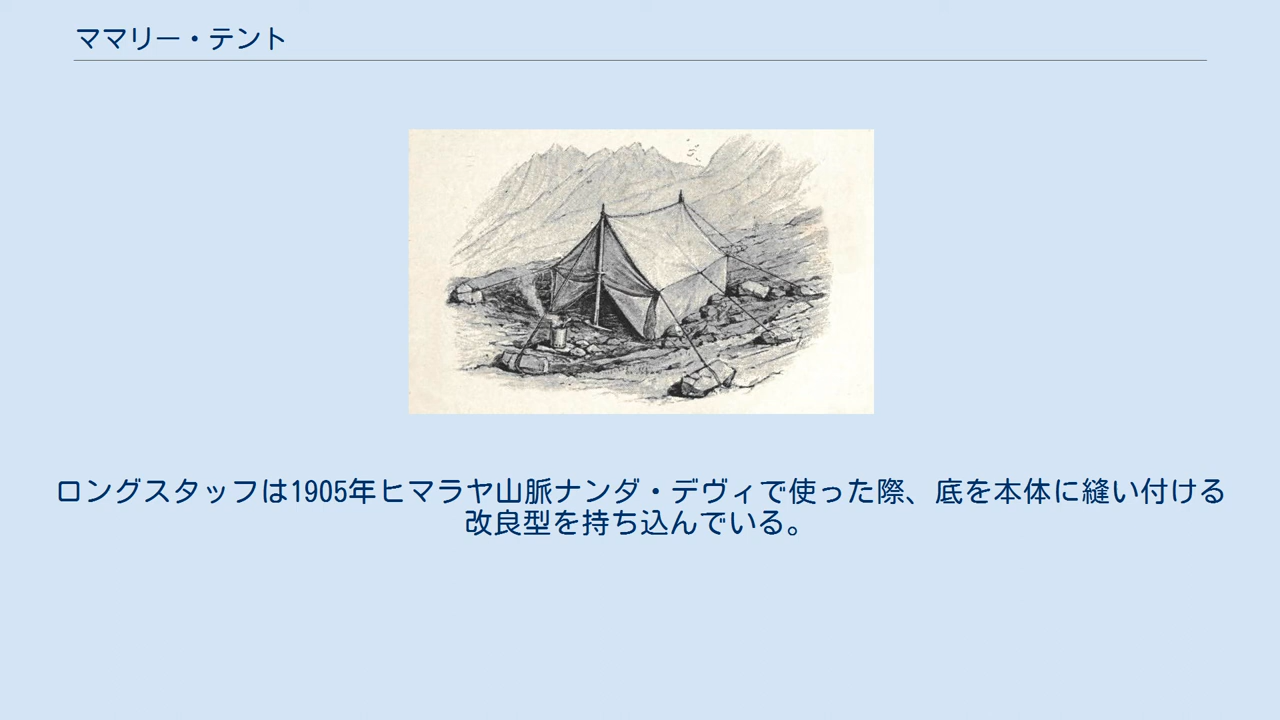 ママリー・テント
ロングスタッフは1905年ヒマラヤ山脈ナンダ・デヴィで使った際、底を本体に縫い付ける
改良型を持ち込んでいる。